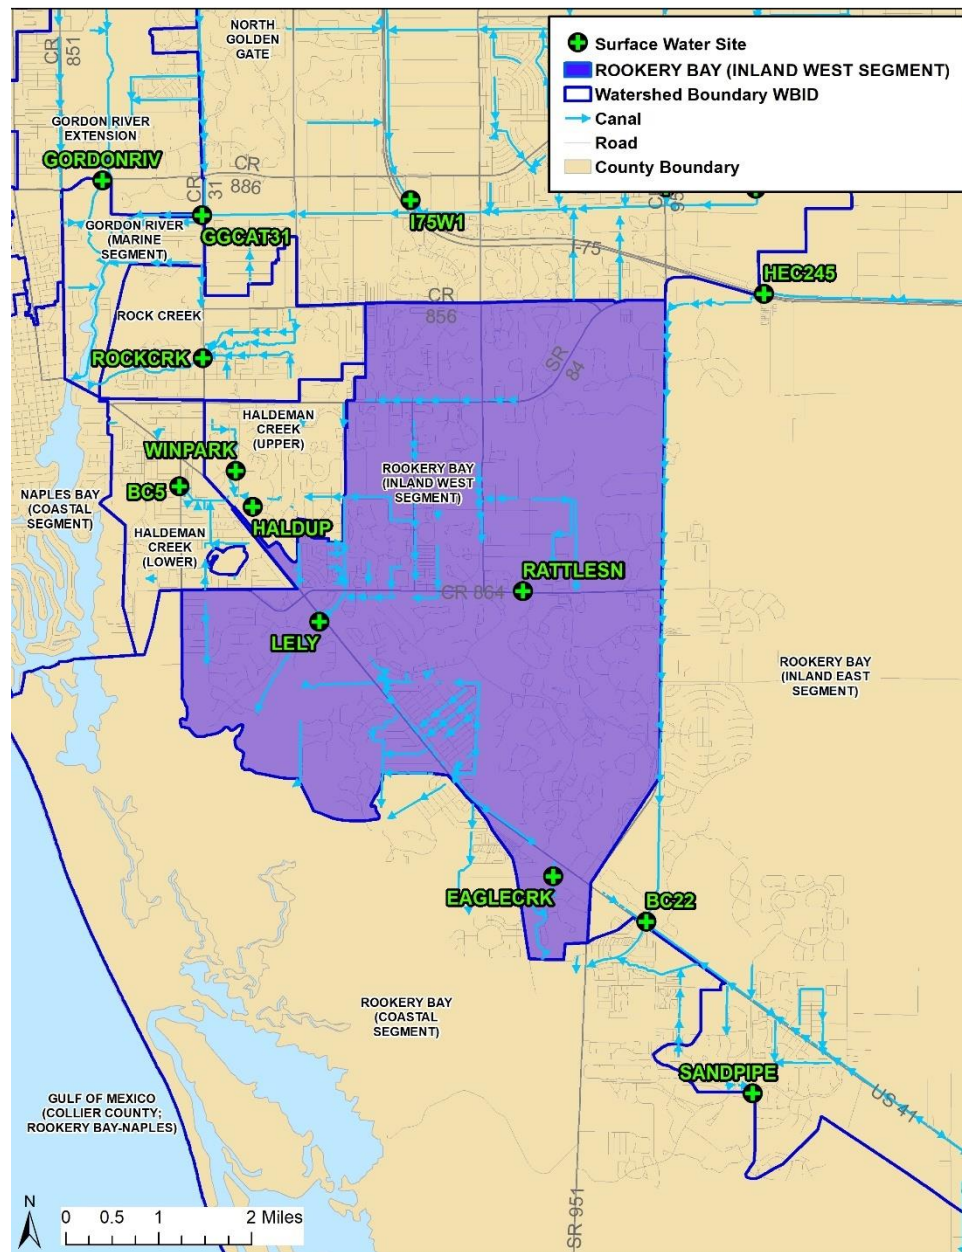 NORTH
GOLDEN
GATE
CR
851
Surface Water Site
ROOKERY BAY (INLAND WEST SEGMENT)
Watershed Boundary WBID
Canal
Road
County Boundary
GORDON RIVER
EXTENSION
GORDONRIV
CR
886
CR
31
I75W1
GORDON RIVER
(MARINE
SEGMENT)
GGCAT31
I-75
HEC245
CR
856
ROCK CREEK
ROCKCRK
SR
84
HALDEMAN
CREEK
(UPPER)
WINPARK
ROOKERY BAY
(INLAND WEST
SEGMENT)
BC5
NAPLES BAY
(COASTAL
SEGMENT)
HALDUP
HALDEMAN
CREEK
(LOWER)
RATTLESN
CR 864
LELY
ROOKERY BAY
(INLAND EAST
SEGMENT)
EAGLECRK
BC22
ROOKERY BAY
(COASTAL
SEGMENT)
SANDPIPE
US 41
GULF OF MEXICO
(COLLIER COUNTY;
ROOKERY BAY-NAPLES)
SR 951
N
0 0.5 1 2 Miles